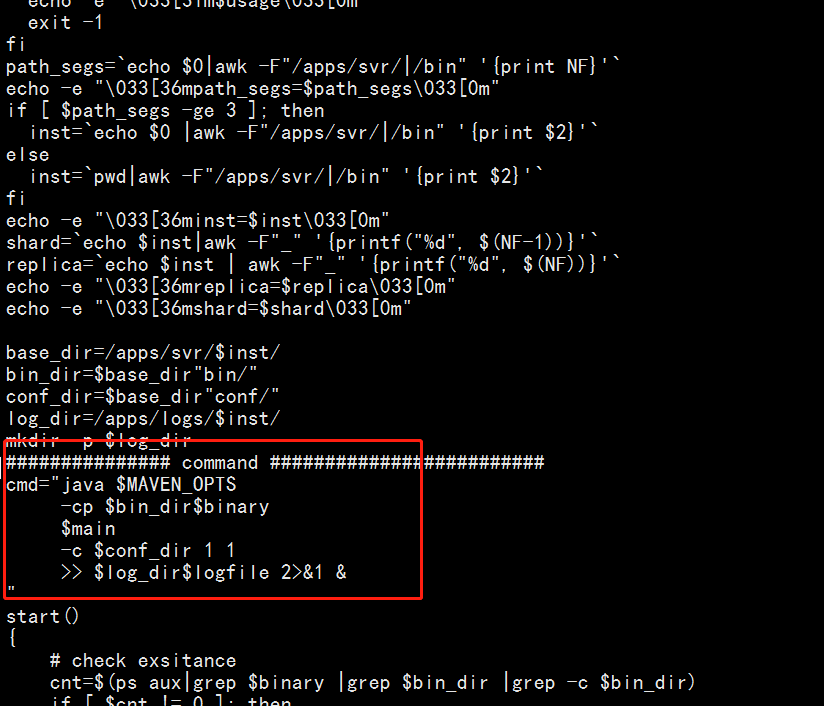 echo -e "\033[31m$usage\033[0m"
  exit -1
fi
path_segs=`echo $0|awk -F"/apps/svr/|/bin" '{print NF}'`
echo -e "\033[36mpath_segs=$path_segs\033[0m"
if [ $path_segs -ge 3 ]; then
  inst=`echo $0 |awk -F"/apps/svr/|/bin" '{print $2}'`
else
  inst=`pwd|awk -F"/apps/svr/|/bin" '{print $2}'`
fi
echo -e "\033[36minst=$inst\033[0m"
shard=`echo $inst|awk -F"_" '{printf("%d", $(NF-1))}'`
replica=`echo $inst | awk -F"_" '{printf("%d", $(NF))}'`
echo -e "\033[36mreplica=$replica\033[0m"
echo -e "\033[36mshard=$shard\033[0m"
base_dir=/apps/svr/$inst/
bin_dir=$base_dir"bin/"
conf_dir=$base_dir"conf/"
log_dir=/apps/logs/$inst/
mkdir -p $log_dir
############### command #########################
cmd="java $MAVEN_OPTS
     -cp $bin_dir$binary
     $main
     -c $conf_dir 1 1
     >> $log_dir$logfile 2>&1 &
"
start()
{
    # check exsitance
    cnt=$(ps aux|grep $binary |grep $bin_dir |grep -c $bin_dir)
    if [ $cnt != 0 ]; then